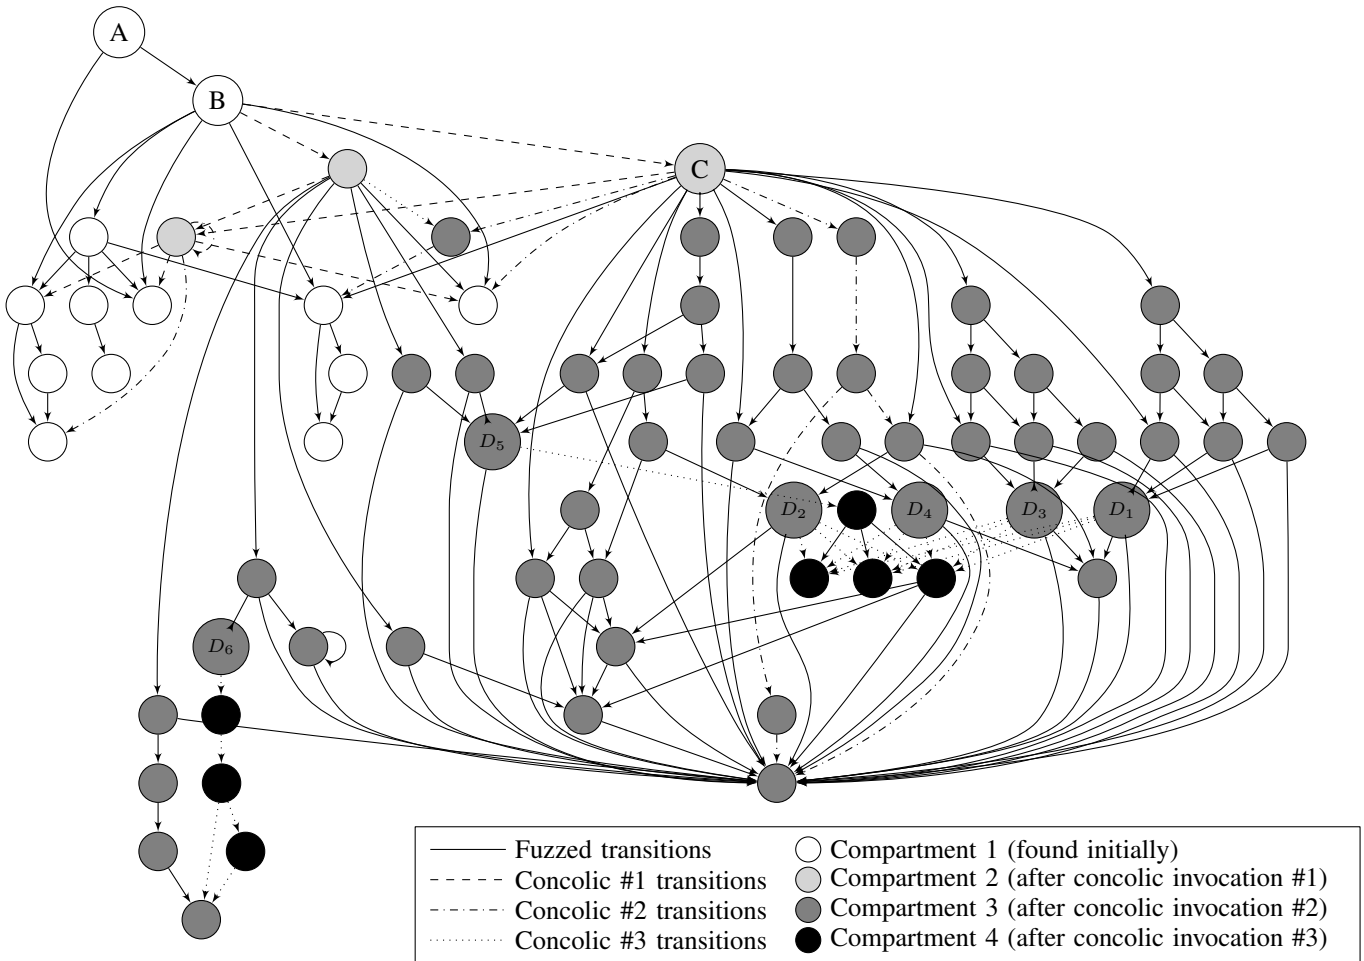 A
B
C
D5
D2
D4
D3
D1
D6
Fuzzed transitions
Concolic #1 transitions
Concolic #2 transitions
Concolic #3 transitions
Compartment 1 (found initially)
Compartment 2 (after concolic invocation #1)
Compartment 3 (after concolic invocation #2)
Compartment 4 (after concolic invocation #3)